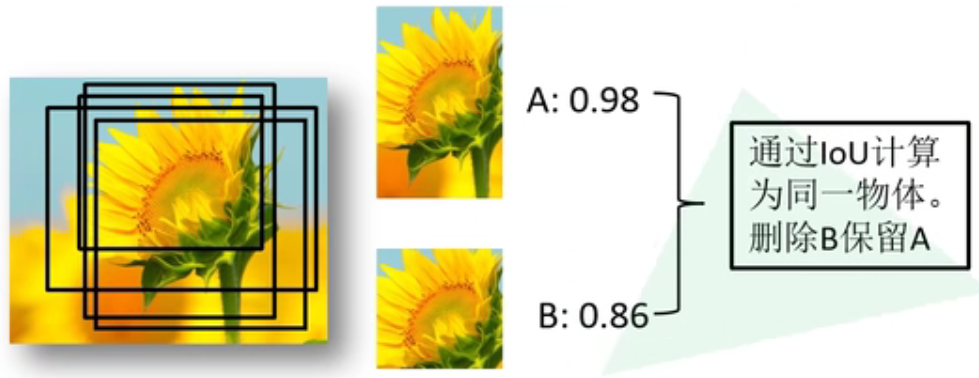 A: 0.98
B: 0.86
通过IoU计算
为同一物体。
删除B保留A